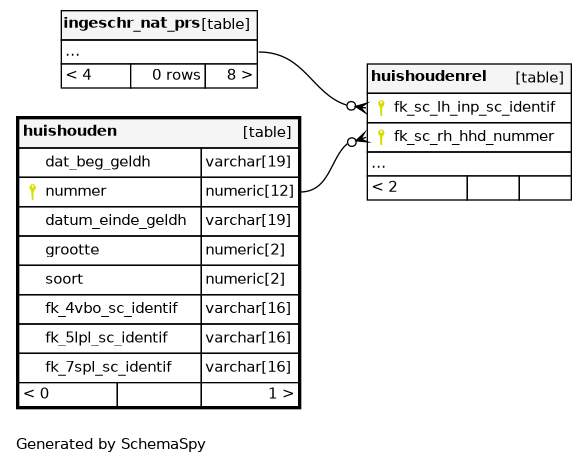 ingeschr_nat_prs [table]
...
< 4 0 rows 8 >
huishoudenrel [table]
fk_sc_lh_inp_sc_identif
fk_sc_rh_hhd_nummer
...
< 2
huishouden [table]
dat_beg_geldh varchar[19]
nummer numeric[12]
datum_einde_geldh varchar[19]
grootte numeric[2]
soort numeric[2]
fk_4vbo_sc_identif varchar[16]
fk_5lpl_sc_identif varchar[16]
fk_7spl_sc_identif varchar[16]
< 0 1 >
Generated by SchemaSpy